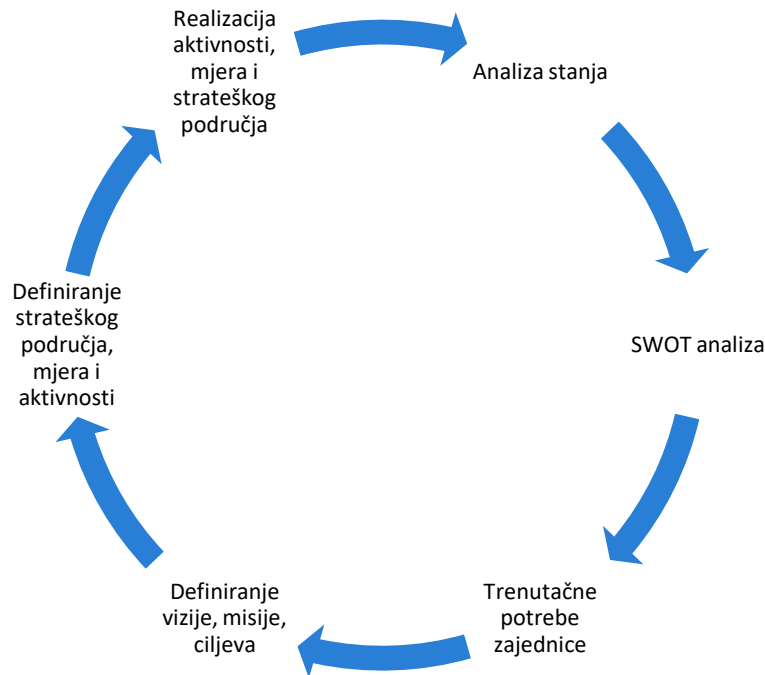 Realizacija
aktivnosti,
mjera i
strateškog
područja
Analiza stanja
SWOT analiza
Trenutačne
potrebe
zajednice
Definiranje
vizije, misije,
ciljeva
Definiranje
strateškog
područja,
mjera i
aktivnosti